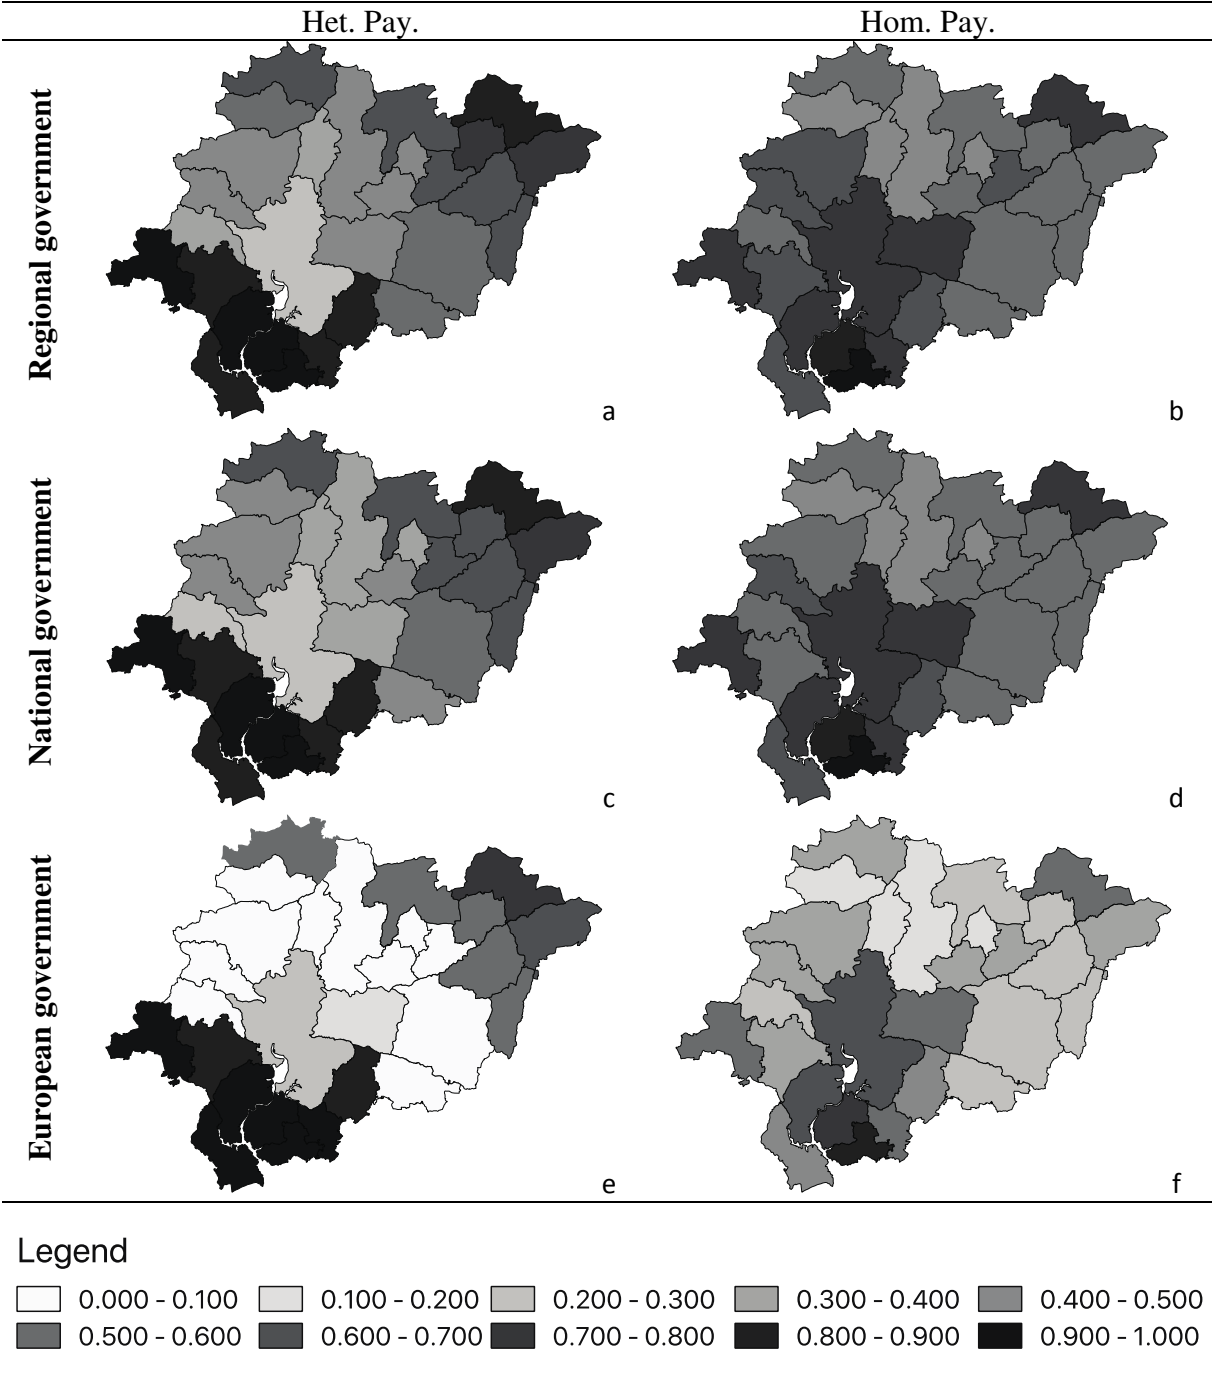 Het. Pay. Hom. Pay.
Regional government
a b
National government
c d
European government
e f
Legend
0.000 - 0.100 0.100 - 0.200 0.200 - 0.300 0.300 - 0.400 0.400 - 0.500
0.500 - 0.600 0.600 - 0.700 0.700 - 0.800 0.800 - 0.900 0.900 - 1.000